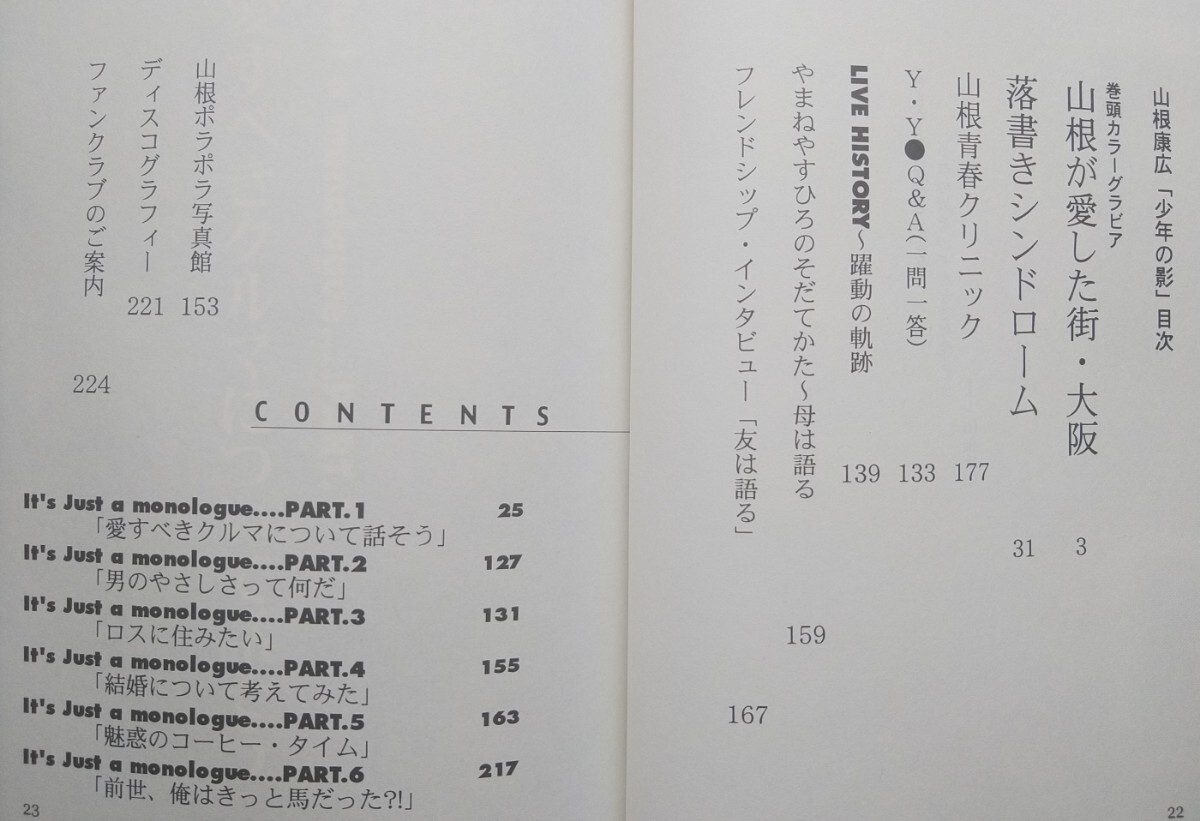 山根康広「少年の影」目次
巻頭カラーグラビア
山根が愛した街・大阪 3
落書きシンドローム 31
山根青春クリニック 177
Y・Y●Q&A(一問一答) 133
LIVE HISTORY〜躍動の軌跡 139
やまねやすひろのそだてかた〜母は語る 159
フレンドシップ・インタビュー「友は語る」 167
22
山根ポラポラ写真館 153
ディスコグラフィー 221
ファンクラブのご案内 224
CONTENTS
It's Just a monologue....PART.1 25
「愛すべきクルマについて話そう」
It's Just a monologue....PART.2 127
「男のやさしさって何だ」
It's Just a monologue....PART.3 131
「ロスに住みたい」
It's Just a monologue....PART.4 155
「結婚について考えてみた」
It's Just a monologue....PART.5 163
「魅惑のコーヒー・タイム」
It's Just a monologue....PART.6 217
「前世、俺はきっと馬だった?!」
23